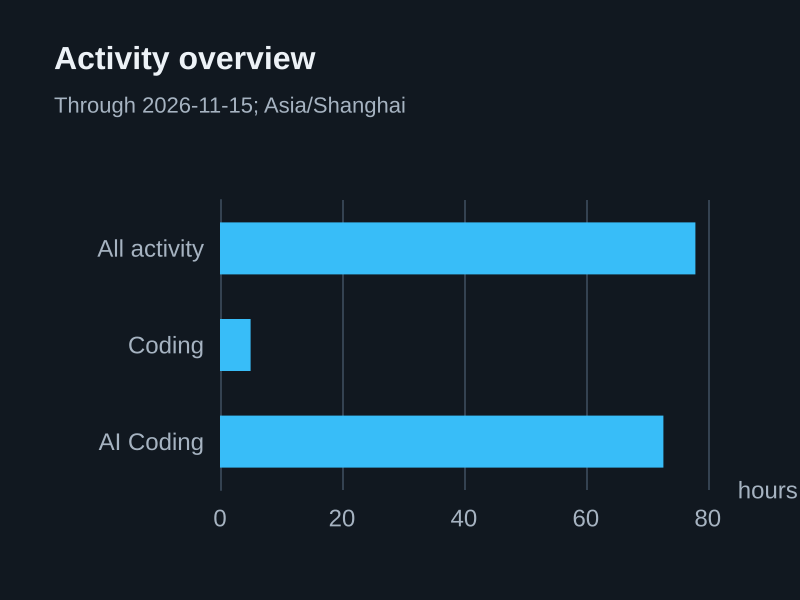 Activity overview
Through 2026-11-15; Asia/Shanghai
All activity
Coding
AI Coding
hours
0 20 40 60 80